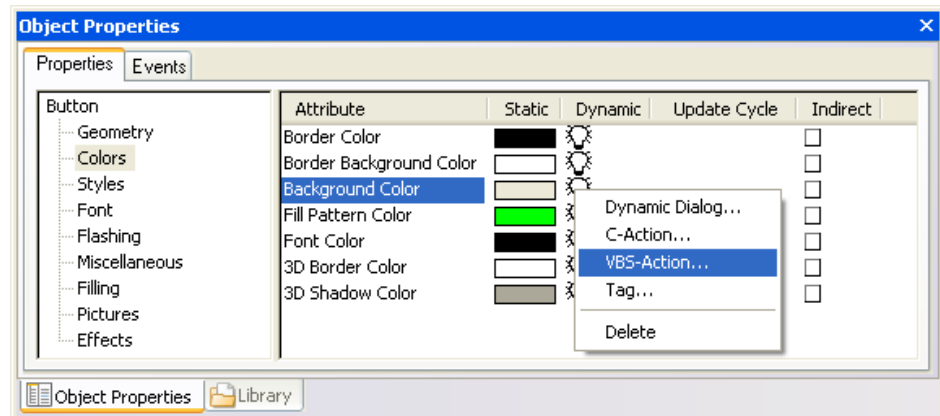 Object Properties
Properties Events
Button
Geometry
Colors
Styles
Font
Flashing
Miscellaneous
Filling
Pictures
Effects
Attribute Static Dynamic Update Cycle Indirect
Border Color
Border Background Color
Background Color
Fill Pattern Color
Font Color
3D Border Color
3D Shadow Color
Dynamic Dialog...
C-Action...
VBS-Action...
Tag...
Delete
Object Properties Library